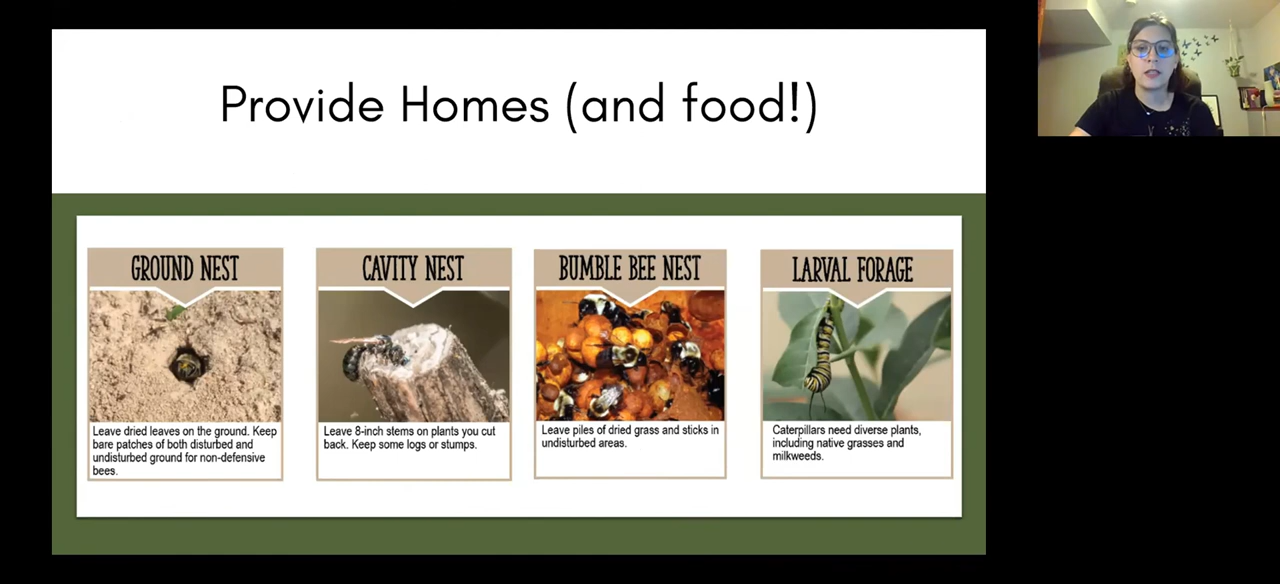 Provide Homes (and food!)
GROUND NEST
Leave dried leaves on the ground. Keep
bare patches of both disturbed and
undisturbed ground for non-defensive
bees.
CAVITY NEST
Leave 8-inch stems on plants you cut
back. Keep some logs or stumps.
BUMBLE BEE NEST
Leave piles of dried grass and sticks in
undisturbed areas.
LARVAL FORAGE
Caterpillars need diverse plants,
including native grasses and
milkweeds.